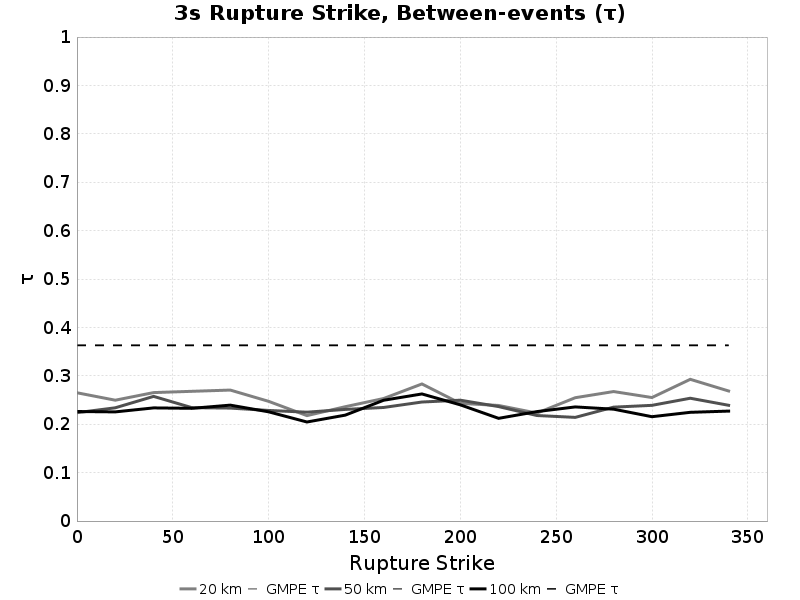 3s Rupture Strike, Between-events (τ)
1
0.9
0.8
0.7
0.6
0.5
0.4
0.3
0.2
0.1
0
τ
0 50 100 150 200 250 300 350
Rupture Strike
20 km GMPE τ 50 km GMPE τ 100 km GMPE τ